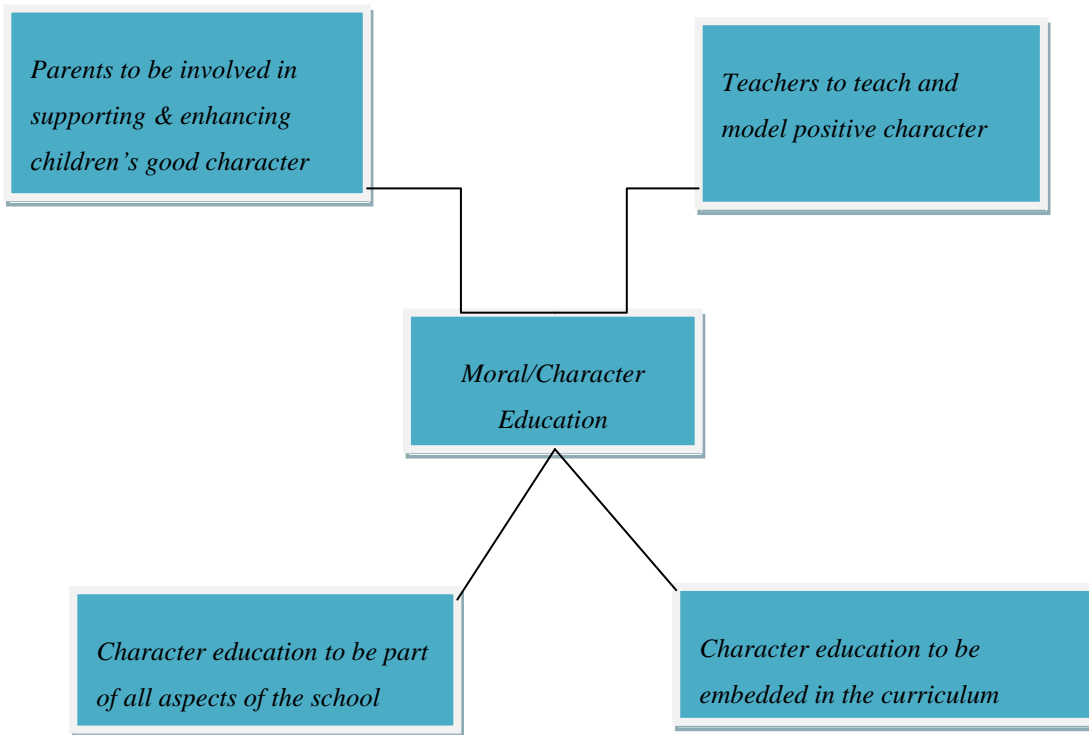 Parents to be involved in
supporting & enhancing
children’s good character
Teachers to teach and
model positive character
Moral/Character
Education
Character education to be part
of all aspects of the school
Character education to be
embedded in the curriculum